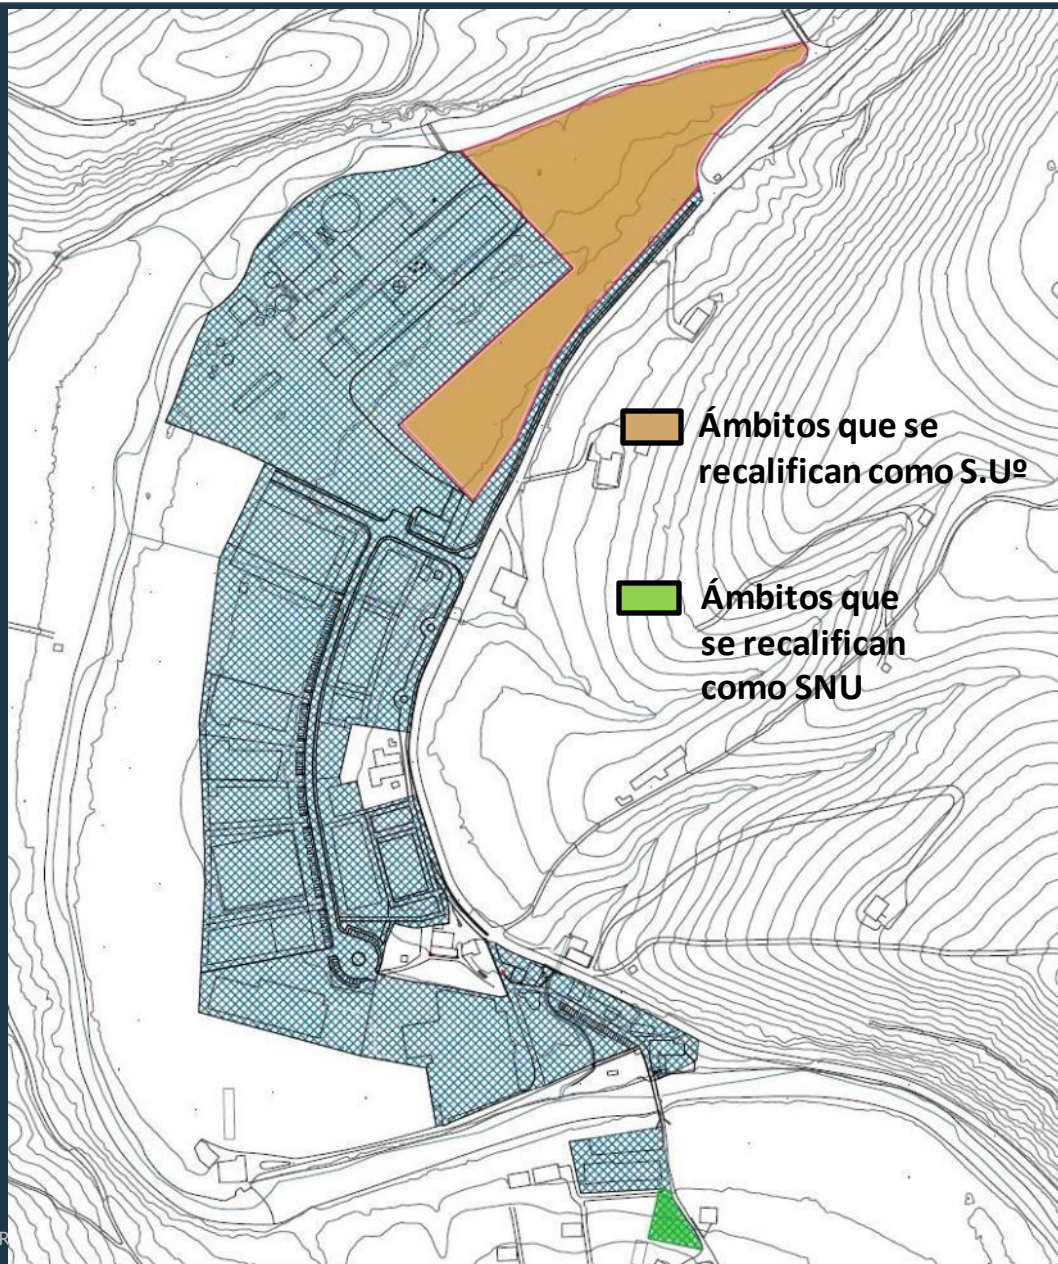 Ámbitos que se
recalifican como S.Uº
Ámbitos que
se recalifican
como SNU
R